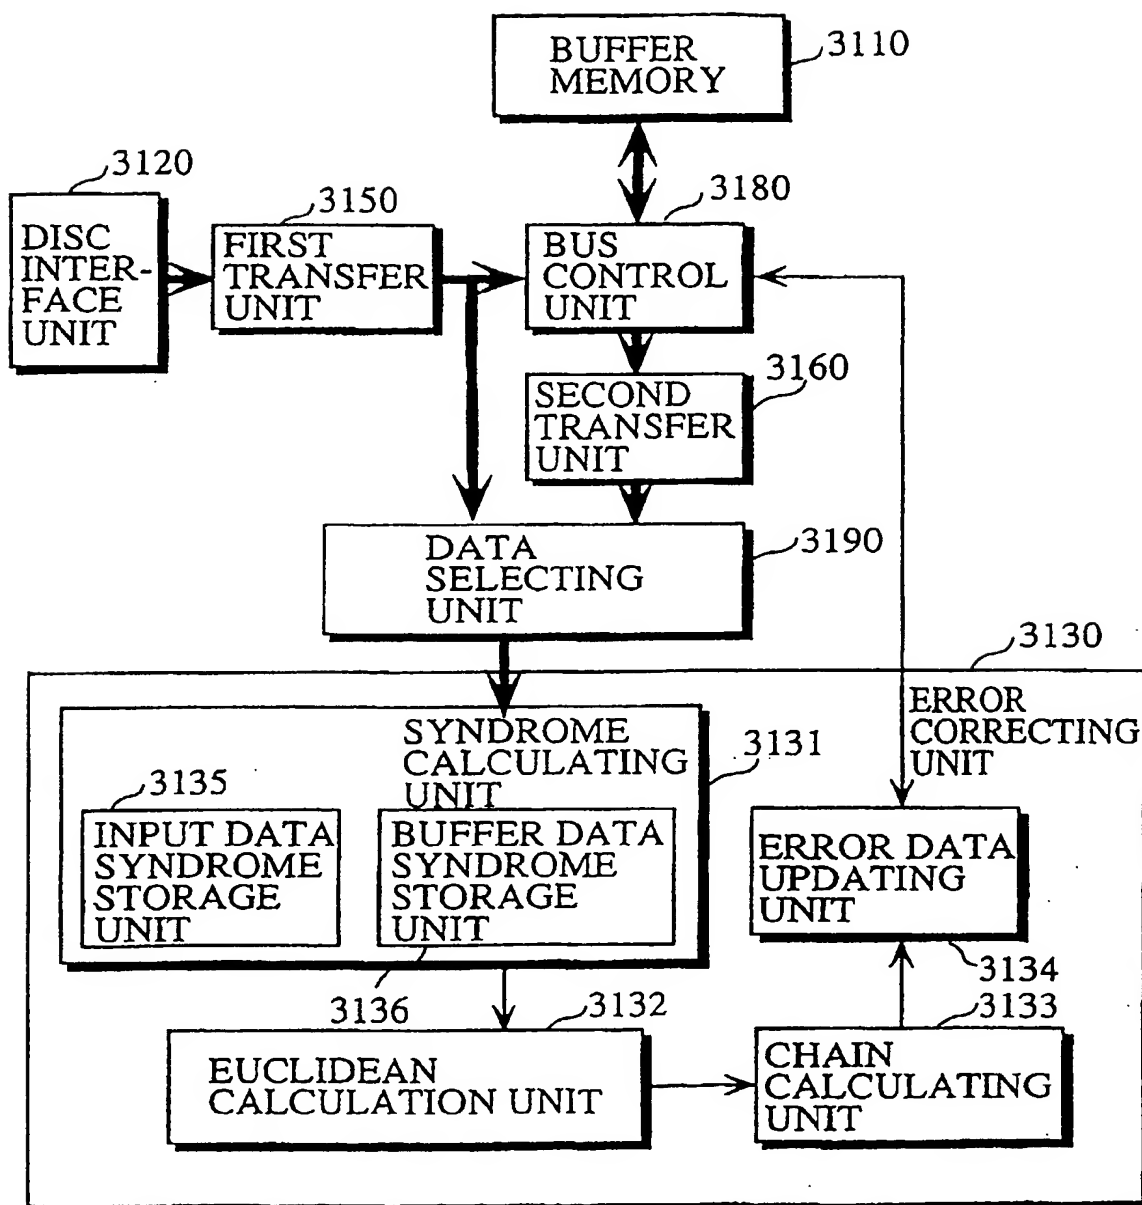 BUFFER
MEMORY
3110
3120
DISC
INTER-
FACE
UNIT
3150
FIRST
TRANSFER
UNIT
3180
BUS
CONTROL
UNIT
3160
SECOND
TRANSFER
UNIT
3190
DATA
SELECTING
UNIT
3130
ERROR
CORRECTING
UNIT
SYNDROME
CALCULATING
UNIT
3131
3135
INPUT DATA
SYNDROME
STORAGE
UNIT
BUFFER DATA
SYNDROME
STORAGE
UNIT
3136
ERROR DATA
UPDATING
UNIT
3134
3132
EUCLIDEAN
CALCULATION UNIT
3133
CHAIN
CALCULATING
UNIT